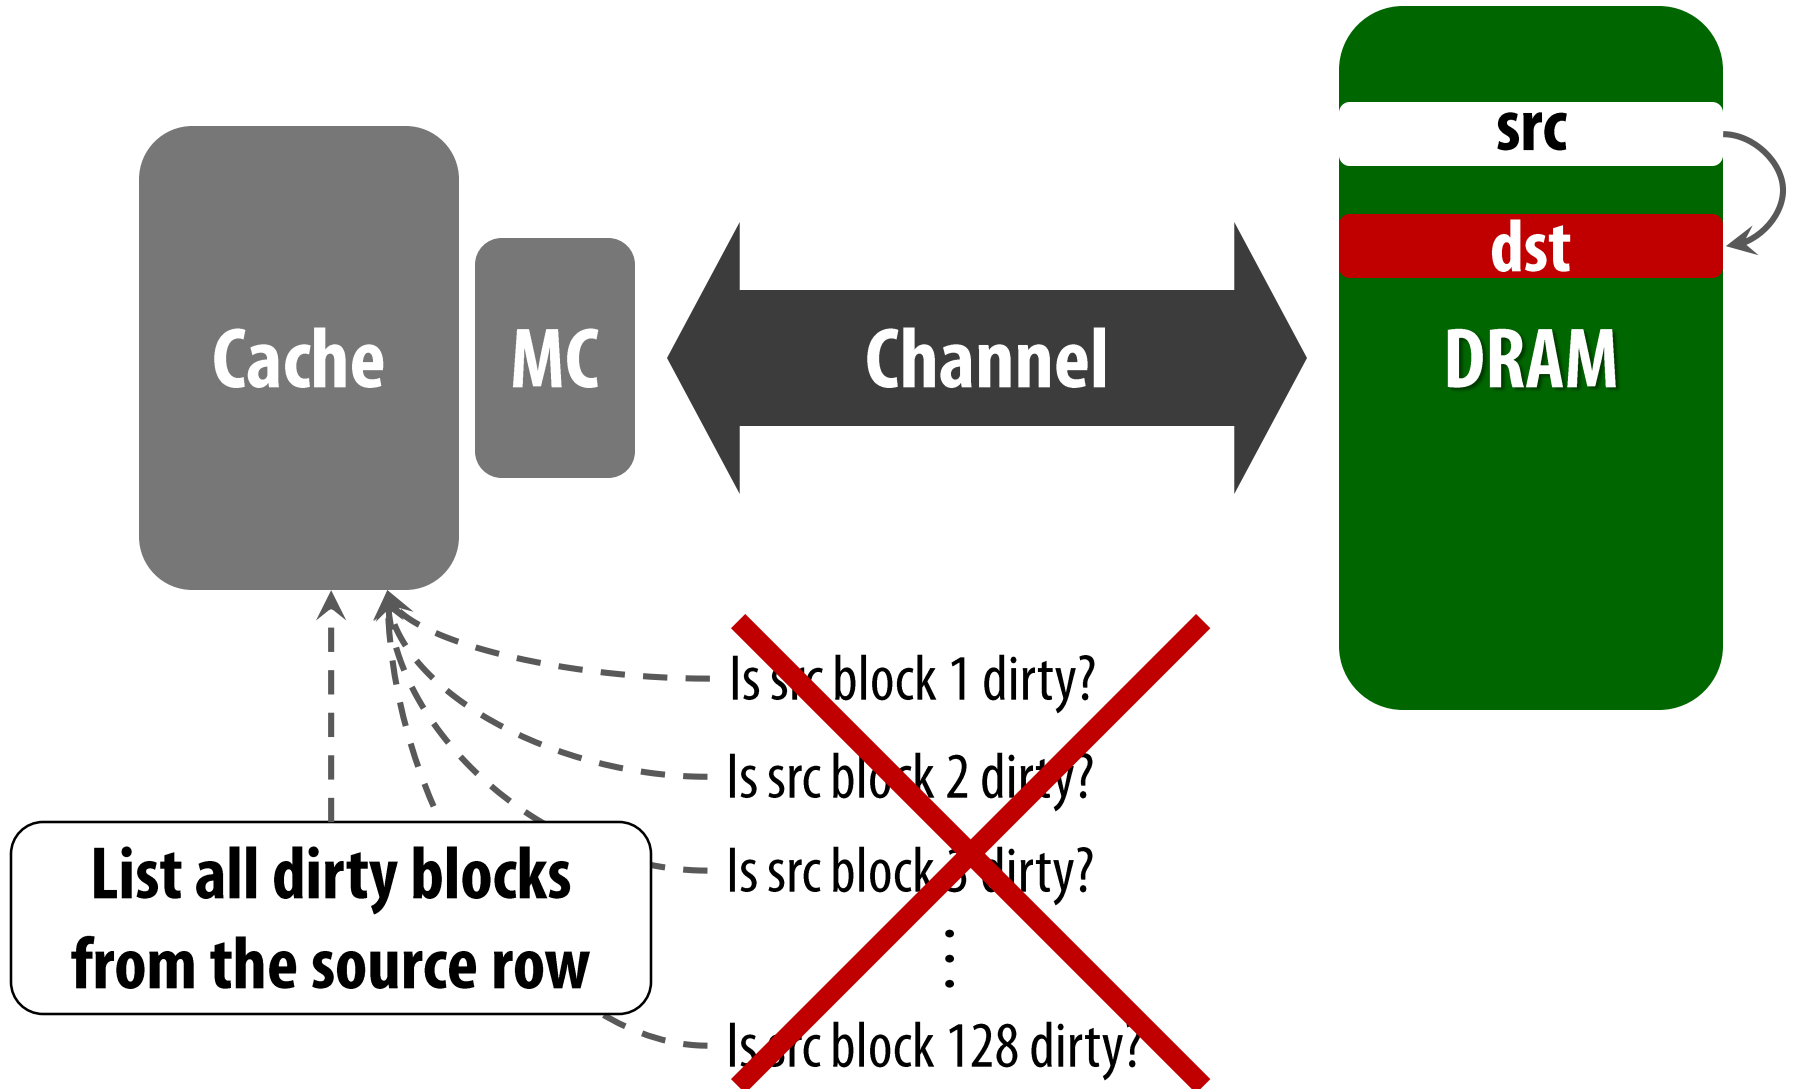 src
dst
Cache
MC
Channel
DRAM
Is src block 1 dirty?
Is src block 2 dirty?
Is src block 3 dirty?
⋮
Is src block 128 dirty?
List all dirty blocks
from the source row